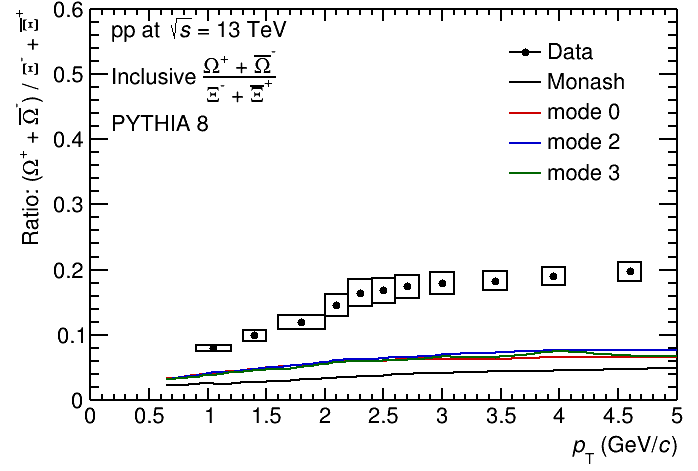 0.6
0.5
0.4
0.3
0.2
0.1
0
Ratio: (Ω⁺ + Ω̅⁻) / Ξ⁻ + Ξ̅⁺
pp at √s = 13 TeV
Inclusive Ω⁺ + Ω̅⁻
Ξ⁻ + Ξ̅⁺
PYTHIA 8
Data
Monash
mode 0
mode 2
mode 3
0 0.5 1 1.5 2 2.5 3 3.5 4 4.5 5
p_T (GeV/c)